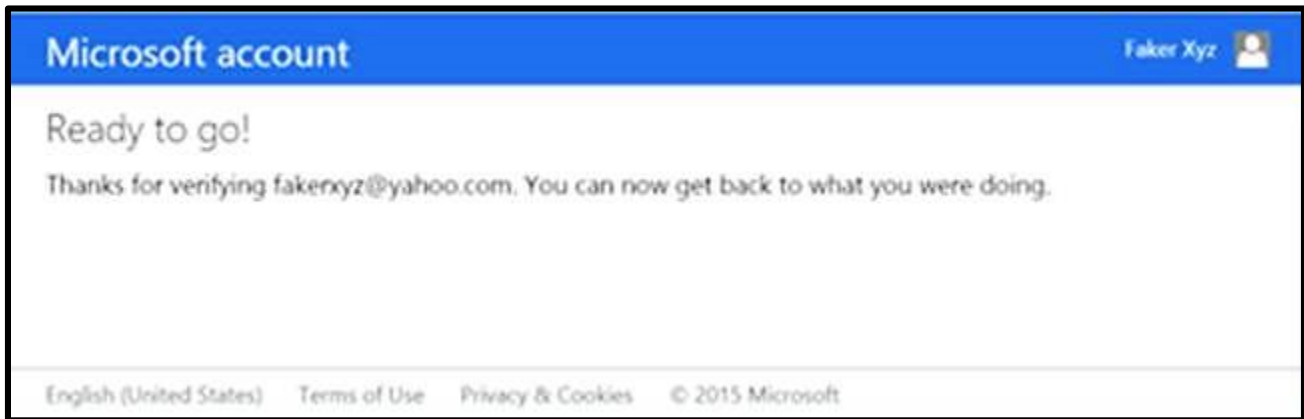 Microsoft account
Faker Xyz
Ready to go!
Thanks for verifying fakerxyz@yahoo.com. You can now get back to what you were doing.
English (United States) Terms of Use Privacy & Cookies © 2015 Microsoft